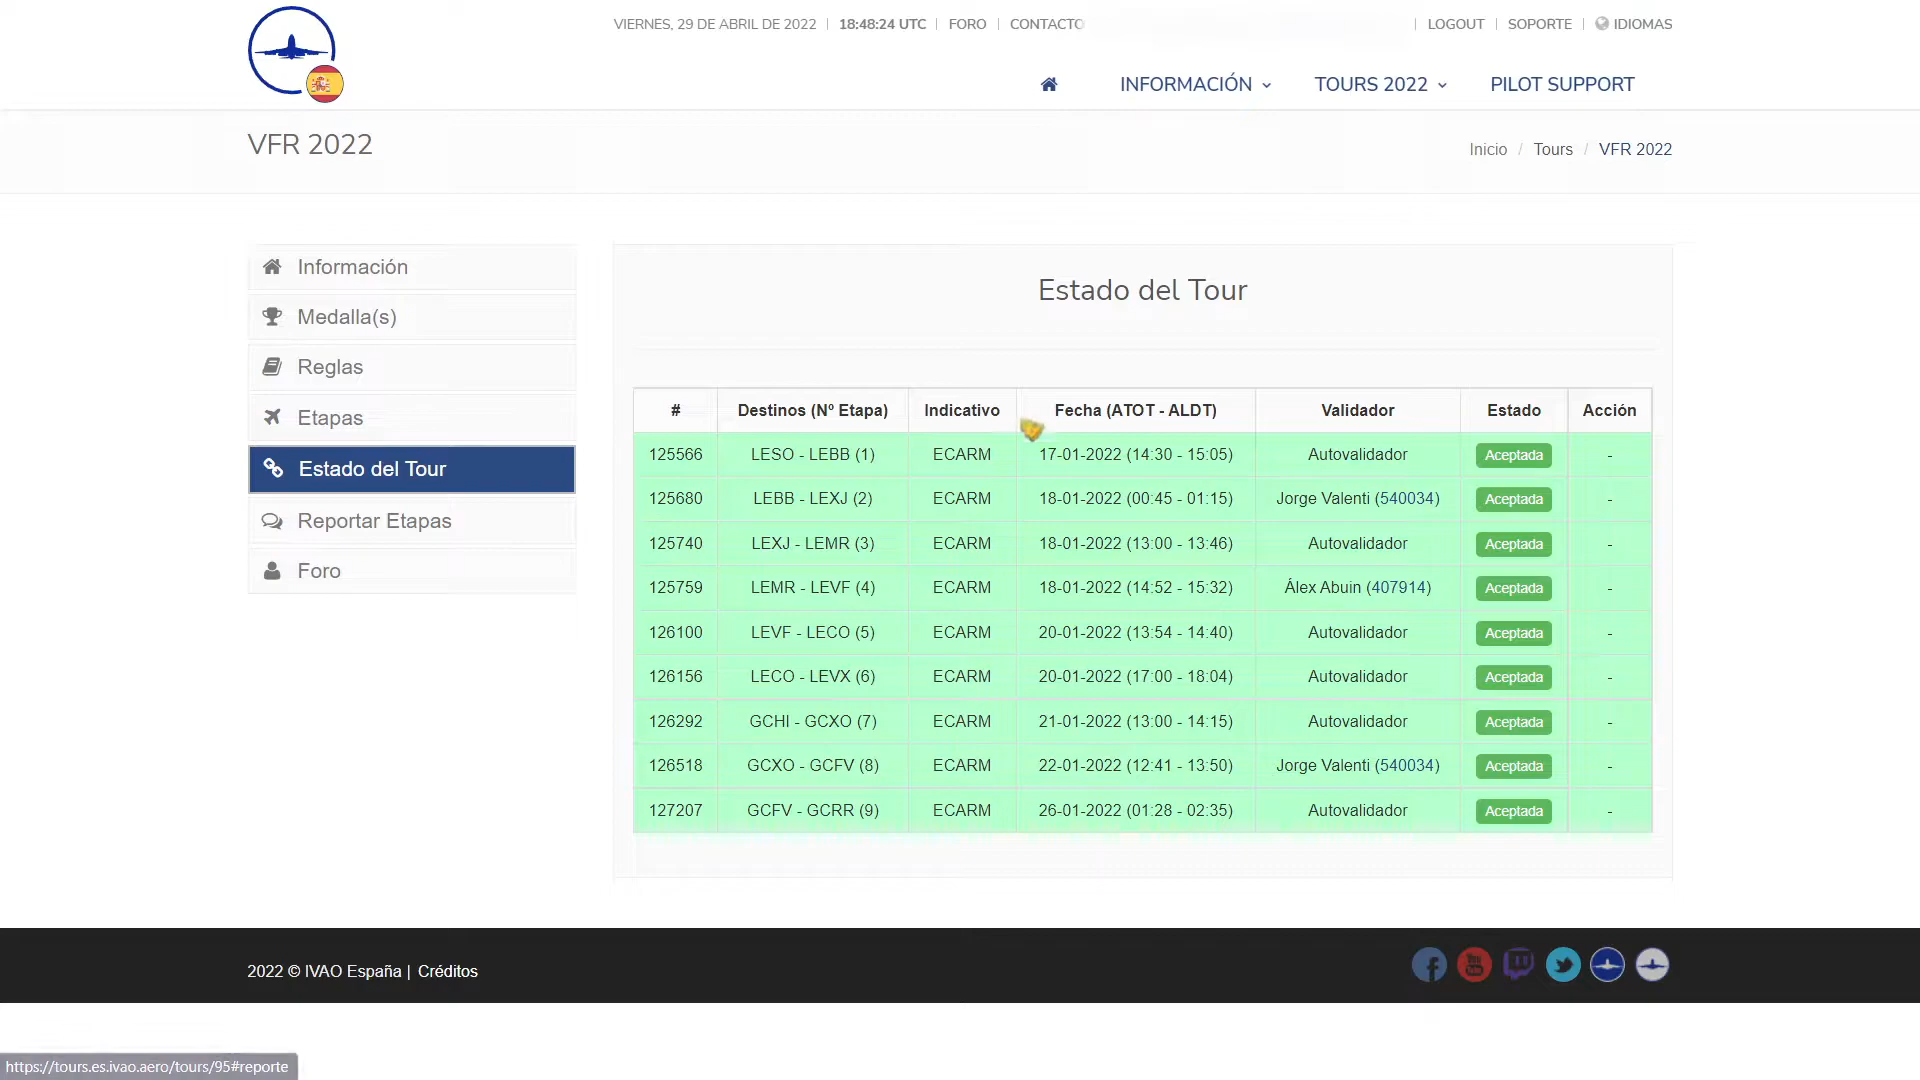 VIERNES, 29 DE ABRIL DE 2022 | 18:48:24 UTC | FORO | CONTACTO | LOGOUT | SOPORTE | IDIOMAS
INFORMACIÓN TOURS 2022 PILOT SUPPORT
VFR 2022
Inicio / Tours / VFR 2022
Información
Medalla(s)
Reglas
Etapas
Estado del Tour
Reportar Etapas
Foro
Estado del Tour
# Destinos (Nº Etapa) Indicativo Fecha (ATOT - ALDT) Validador Estado Acción
125566 LESO - LEBB (1) ECARM 17-01-2022 (14:30 - 15:05) Autovalidador Aceptada -
125680 LEBB - LEXJ (2) ECARM 18-01-2022 (00:45 - 01:15) Jorge Valenti (540034) Aceptada -
125740 LEXJ - LEMR (3) ECARM 18-01-2022 (13:00 - 13:46) Autovalidador Aceptada -
125759 LEMR - LEVF (4) ECARM 18-01-2022 (14:52 - 15:32) Álex Abuin (407914) Aceptada -
126100 LEVF - LECO (5) ECARM 20-01-2022 (13:54 - 14:40) Autovalidador Aceptada -
126156 LECO - LEVX (6) ECARM 20-01-2022 (17:00 - 18:04) Autovalidador Aceptada -
126292 GCHI - GCXO (7) ECARM 21-01-2022 (13:00 - 14:15) Autovalidador Aceptada -
126518 GCXO - GCFV (8) ECARM 22-01-2022 (12:41 - 13:50) Jorge Valenti (540034) Aceptada -
127207 GCFV - GCRR (9) ECARM 26-01-2022 (01:28 - 02:35) Autovalidador Aceptada -
2022 © IVAO España | Créditos
https://tours.es.ivao.aero/tours/95#reporte